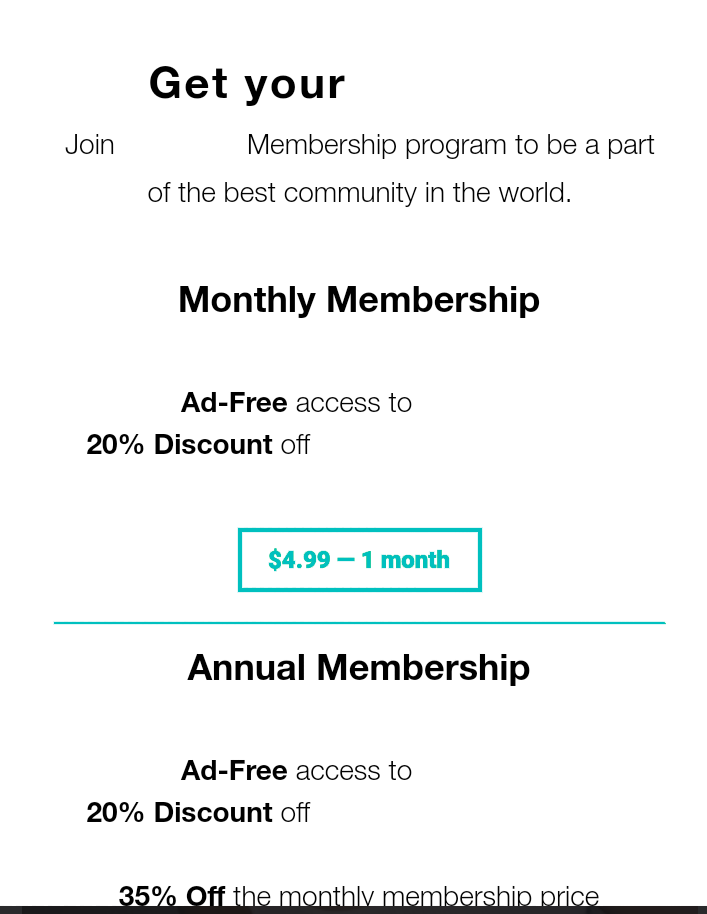 Get your
Join Membership program to be a part
of the best community in the world.
Monthly Membership
Ad-Free access to
20% Discount off
$4.99 — 1 month
Annual Membership
Ad-Free access to
20% Discount off
35% Off the monthly membership price